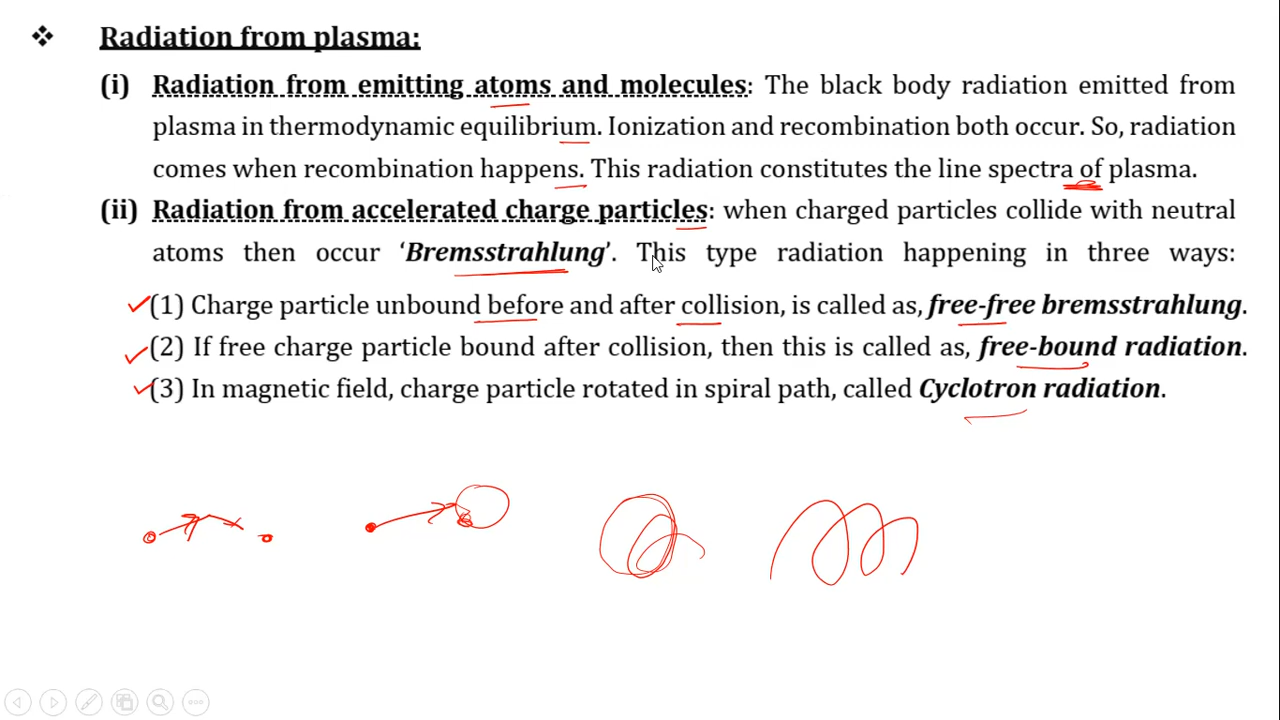 ❖ Radiation from plasma:
(i) Radiation from emitting atoms and molecules: The black body radiation emitted from
plasma in thermodynamic equilibrium. Ionization and recombination both occur. So, radiation
comes when recombination happens. This radiation constitutes the line spectra of plasma.
(ii) Radiation from accelerated charge particles: when charged particles collide with neutral
atoms then occur ‘Bremsstrahlung’. This type radiation happening in three ways:
(1) Charge particle unbound before and after collision, is called as, free-free bremsstrahlung.
(2) If free charge particle bound after collision, then this is called as, free-bound radiation.
(3) In magnetic field, charge particle rotated in spiral path, called Cyclotron radiation.